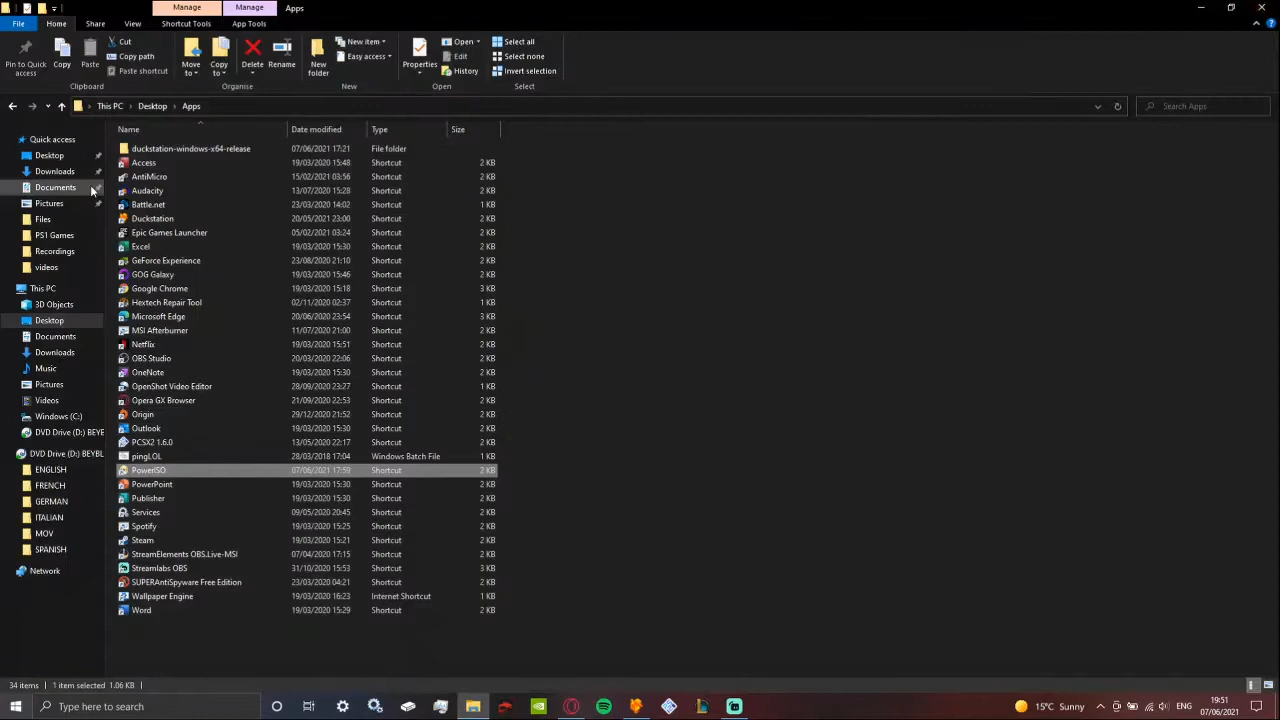 Manage Manage Apps
File Home Share View Shortcut Tools App Tools
Pin to Quick access Copy Paste Cut Copy path Paste shortcut Move to Copy to Delete Rename New folder New item Easy access Properties Open Edit History Select all Select none Invert selection
Clipboard Organise New Open Select
This PC Desktop Apps Search Apps
Name Date modified Type Size
Quick access
Desktop
Downloads
Documents
Pictures
Files
PS1 Games
Recordings
videos
This PC
3D Objects
Desktop
Documents
Downloads
Music
Pictures
Videos
Windows (C:)
DVD Drive (D:) BEYB
DVD Drive (D:) BEYBL
ENGLISH
FRENCH
GERMAN
ITALIAN
MOV
SPANISH
Network
duckstation-windows-x64-release 07/06/2021 17:21 File folder
Access 19/03/2020 15:48 Shortcut 2 KB
AntiMicro 15/02/2021 03:56 Shortcut 2 KB
Audacity 13/07/2020 15:28 Shortcut 2 KB
Battle.net 23/03/2020 14:02 Shortcut 1 KB
Duckstation 20/05/2021 23:00 Shortcut 2 KB
Epic Games Launcher 05/02/2021 03:24 Shortcut 2 KB
Excel 19/03/2020 15:30 Shortcut 2 KB
GeForce Experience 23/08/2020 21:10 Shortcut 2 KB
GOG Galaxy 19/03/2020 15:46 Shortcut 2 KB
Google Chrome 19/03/2020 15:18 Shortcut 3 KB
Hextech Repair Tool 02/11/2020 02:37 Shortcut 1 KB
Microsoft Edge 20/06/2020 23:54 Shortcut 3 KB
MSI Afterburner 11/07/2020 21:00 Shortcut 2 KB
Netflix 19/03/2020 15:51 Shortcut 2 KB
OBS Studio 20/03/2020 22:06 Shortcut 2 KB
OneNote 19/03/2020 15:30 Shortcut 2 KB
OpenShot Video Editor 28/09/2020 23:27 Shortcut 1 KB
Opera GX Browser 21/09/2020 22:53 Shortcut 2 KB
Origin 29/12/2020 21:52 Shortcut 2 KB
Outlook 19/03/2020 15:30 Shortcut 2 KB
PCSX2 1.6.0 13/05/2020 22:17 Shortcut 2 KB
pingLOL 28/03/2018 17:04 Windows Batch File 1 KB
PowerISO 07/06/2021 17:59 Shortcut 2 KB
PowerPoint 19/03/2020 15:30 Shortcut 2 KB
Publisher 19/03/2020 15:30 Shortcut 2 KB
Services 09/05/2020 20:45 Shortcut 2 KB
Spotify 19/03/2020 15:25 Shortcut 2 KB
Steam 19/03/2020 15:21 Shortcut 2 KB
StreamElements OBS.Live-MSI 07/04/2020 17:15 Shortcut 2 KB
Streamlabs OBS 31/10/2020 15:53 Shortcut 3 KB
SUPERAntiSpyware Free Edition 23/03/2020 04:21 Shortcut 2 KB
Wallpaper Engine 19/03/2020 16:23 Internet Shortcut 1 KB
Word 19/03/2020 15:29 Shortcut 2 KB
34 items 1 item selected 1.06 KB
Type here to search 15°C Sunny ENG 19:51
07/06/2021